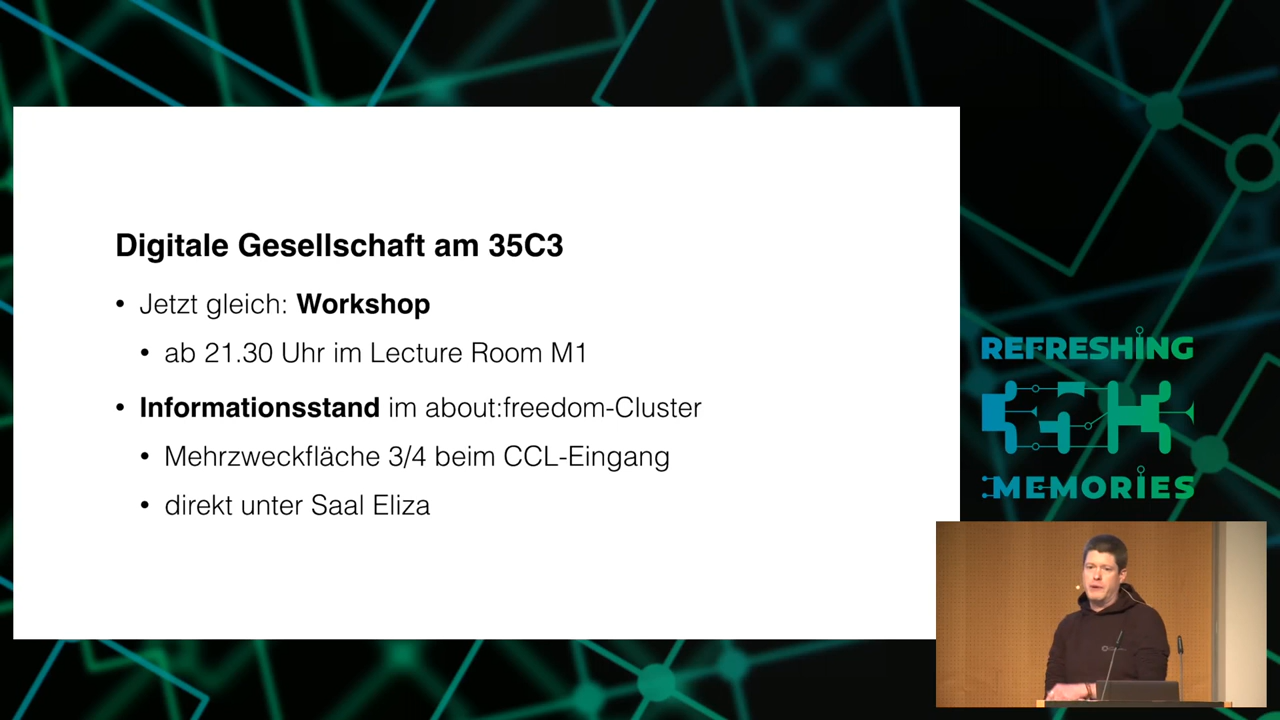 Digitale Gesellschaft am 35C3
• Jetzt gleich: Workshop
• ab 21.30 Uhr im Lecture Room M1
• Informationsstand im about:freedom-Cluster
• Mehrzweckfläche 3/4 beim CCL-Eingang
• direkt unter Saal Eliza
REFRESHING
MEMORIES